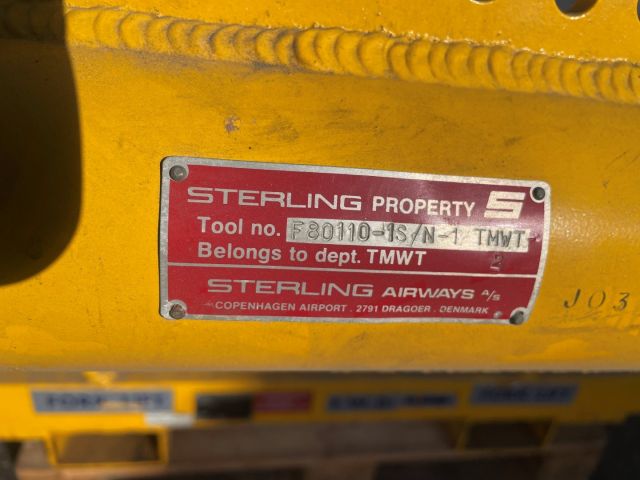 STERLING PROPERTY S
Tool no. F80110-1S/N-1 TMWT
Belongs to dept. TMWT
STERLING AIRWAYS A/S
COPENHAGEN AIRPORT . 2791 DRAGOER . DENMARK
J03